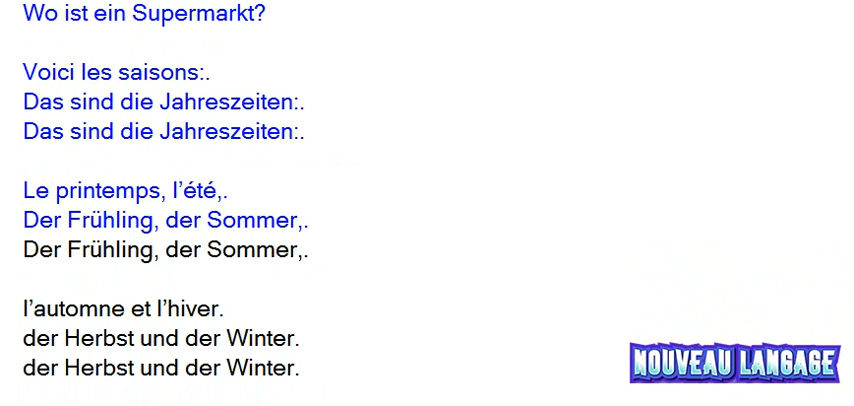 Wo ist ein Supermarkt?
Voici les saisons:.
Das sind die Jahreszeiten:.
Das sind die Jahreszeiten:.
Le printemps, l’été,.
Der Frühling, der Sommer,.
Der Frühling, der Sommer,.
l’automne et l’hiver.
der Herbst und der Winter.
der Herbst und der Winter.
NOUVEAU LANGAGE